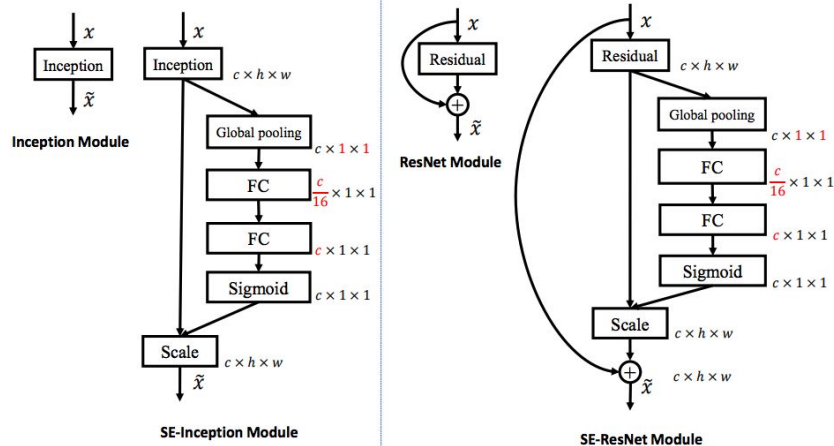 x
Inception
x̃
Inception Module
x
Inception
c × h × w
Global pooling
c × 1 × 1
FC
c/16 × 1 × 1
FC
c × 1 × 1
Sigmoid
c × 1 × 1
Scale
c × h × w
x̃
SE-Inception Module
x
Residual
+
x̃
ResNet Module
x
Residual
c × h × w
Global pooling
c × 1 × 1
FC
c/16 × 1 × 1
FC
c × 1 × 1
Sigmoid
c × 1 × 1
Scale
c × h × w
+
x̃
c × h × w
SE-ResNet Module